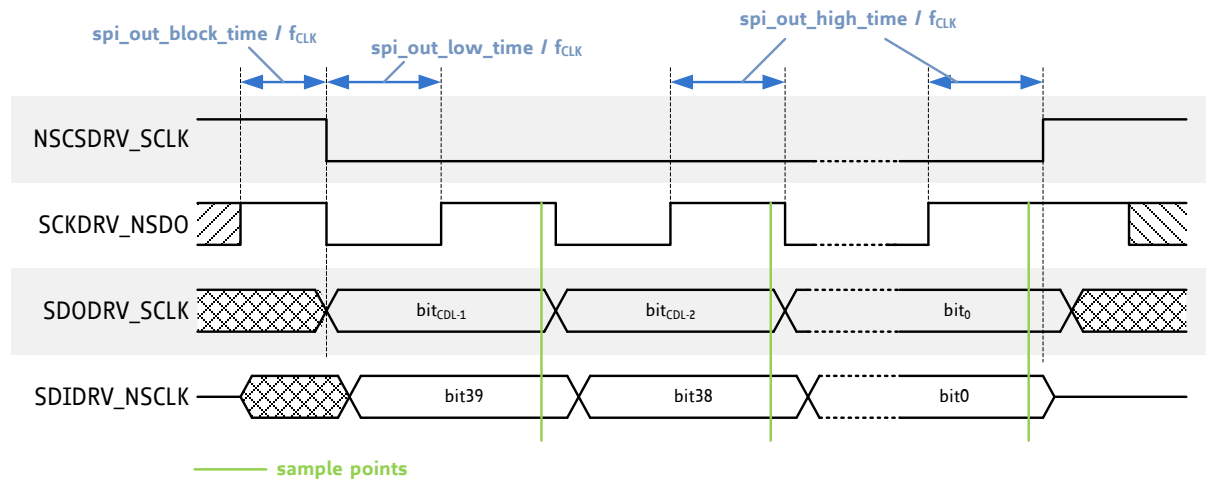 spi_out_block_time / fCLK
spi_out_low_time / fCLK
spi_out_high_time / fCLK
NSCSDRV_SCLK
SCKDRV_NSDO
SDODRV_SCLK
bitCDL-1
bitCDL-2
bit0
SDIDRV_NSCLK
bit39
bit38
bit0
sample points